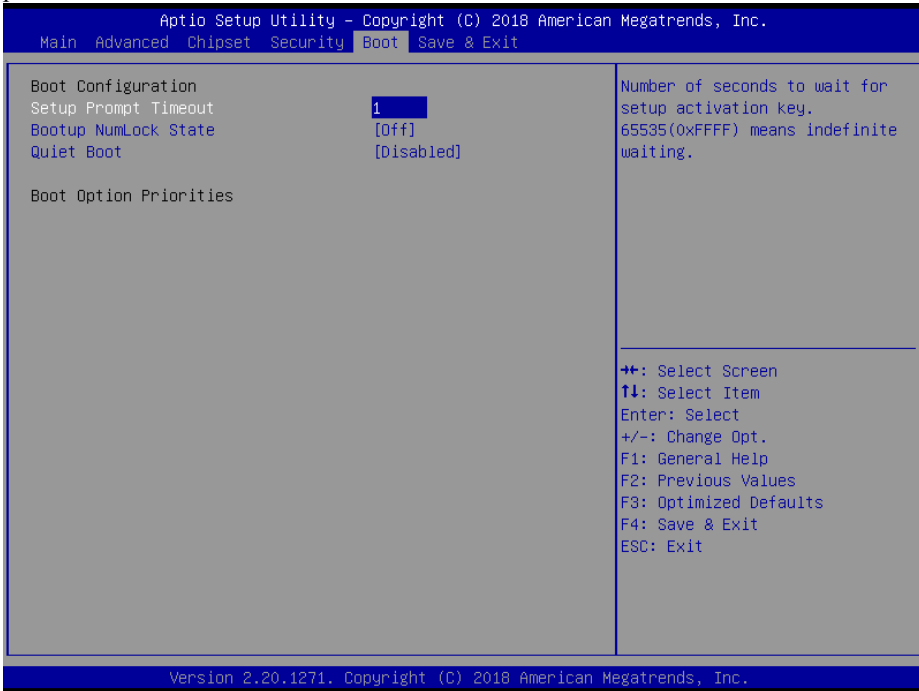 Aptio Setup Utility – Copyright (C) 2018 American Megatrends, Inc.
Main Advanced Chipset Security Boot Save & Exit
Boot Configuration
Setup Prompt Timeout 1
Bootup NumLock State [Off]
Quiet Boot [Disabled]
Boot Option Priorities
Number of seconds to wait for
setup activation key.
65535(0xFFFF) means indefinite
waiting.
→←: Select Screen
↑↓: Select Item
Enter: Select
+/-: Change Opt.
F1: General Help
F2: Previous Values
F3: Optimized Defaults
F4: Save & Exit
ESC: Exit
Version 2.20.1271. Copyright (C) 2018 American Megatrends, Inc.